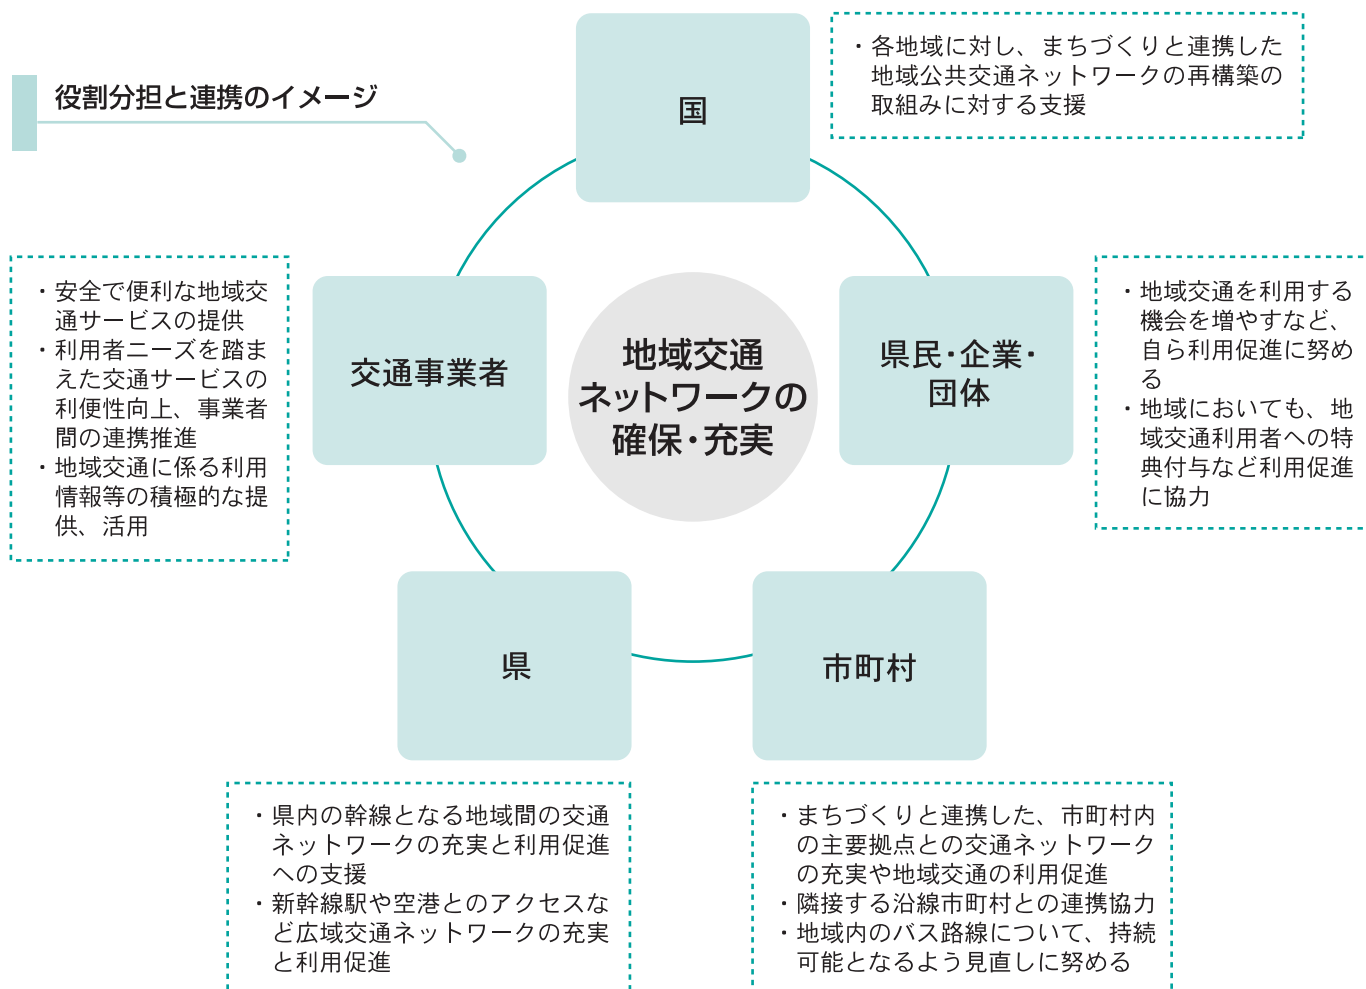 役割分担と連携のイメージ
国
・各地域に対し、まちづくりと連携した
地域公共交通ネットワークの再構築の
取組みに対する支援
交通事業者
・安全で便利な地域交
通サービスの提供
・利用者ニーズを踏ま
えた交通サービスの
利便性向上、事業者
間の連携推進
・地域交通に係る利用
情報等の積極的な提
供、活用
地域交通
ネットワークの
確保・充実
県民・企業・
団体
・地域交通を利用する
機会を増やすなど、
自ら利用促進に努め
る
・地域においても、地
域交通利用者への特
典付与など利用促進
に協力
県
・県内の幹線となる地域間の交通
ネットワークの充実と利用促進
への支援
・新幹線駅や空港とのアクセスな
ど広域交通ネットワークの充実
と利用促進
市町村
・まちづくりと連携した、市町村内
の主要拠点との交通ネットワーク
の充実や地域交通の利用促進
・隣接する沿線市町村との連携協力
・地域内のバス路線について、持続
可能となるよう見直しに努める